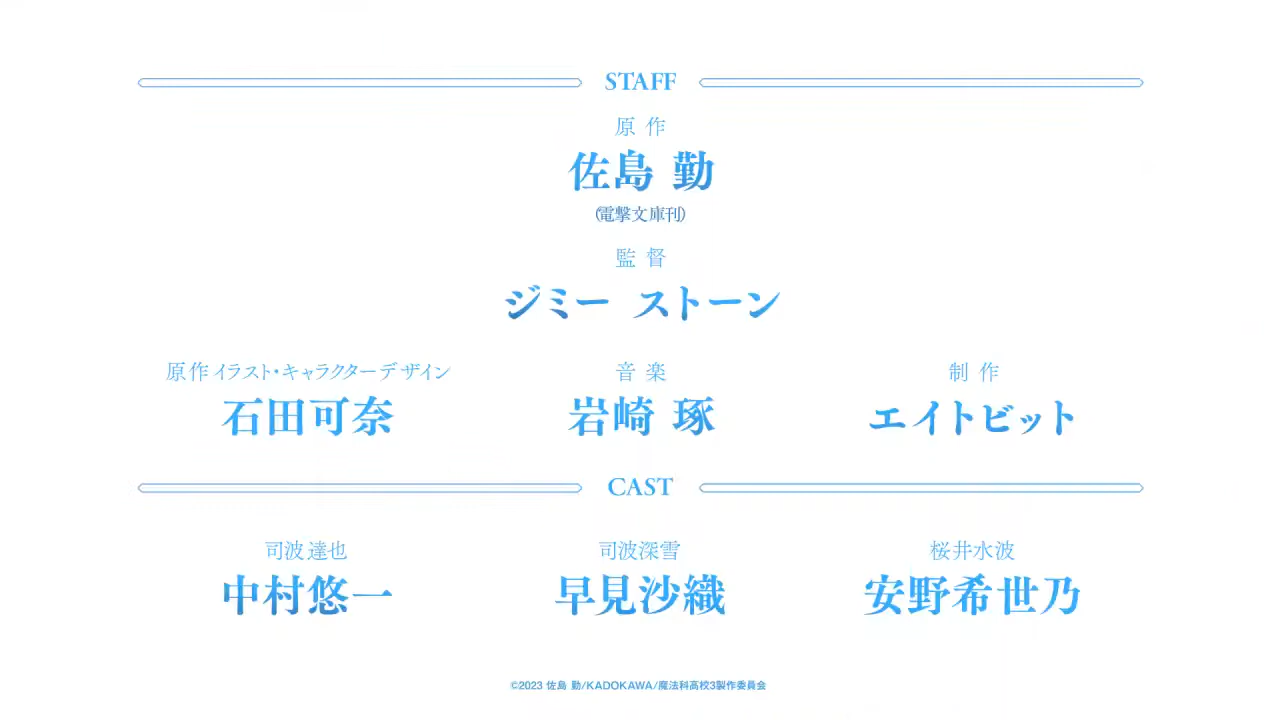 STAFF
原作
佐島 勤
(電撃文庫刊)
監督
ジミー ストーン
原作イラスト・キャラクターデザイン
石田可奈
音楽
岩崎 琢
制作
エイトビット
CAST
司波達也
中村悠一
司波深雪
早見沙織
桜井水波
安野希世乃
©2023 佐島 勤/KADOKAWA/魔法科高校3製作委員会